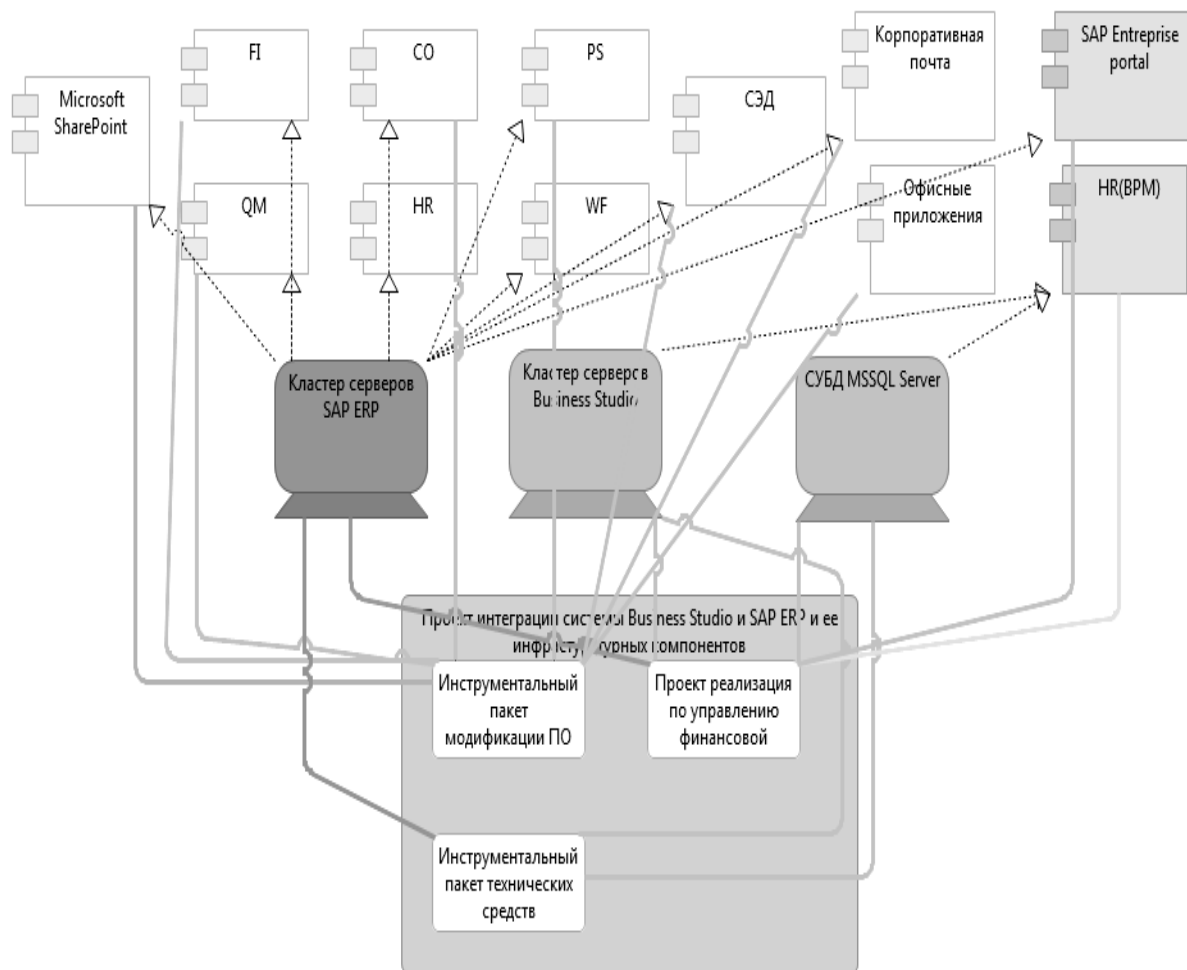 FI
CO
PS
Корпоративная
почта
SAP Entreprise
portal
Microsoft
SharePoint
СЭД
QM
HR
WF
Офисные
приложения
HR(BPM)
Кластер серверов
SAP ERP
Кластер серверов
Business Studio
СУБД MSSQL Server
Проект интеграции системы Business Studio и SAP ERP и ее
инфраструктурных компонентов
Инструментальный
пакет
модификации ПО
Проект реализация
по управлению
финансовой
Инструментальный
пакет технических
средств